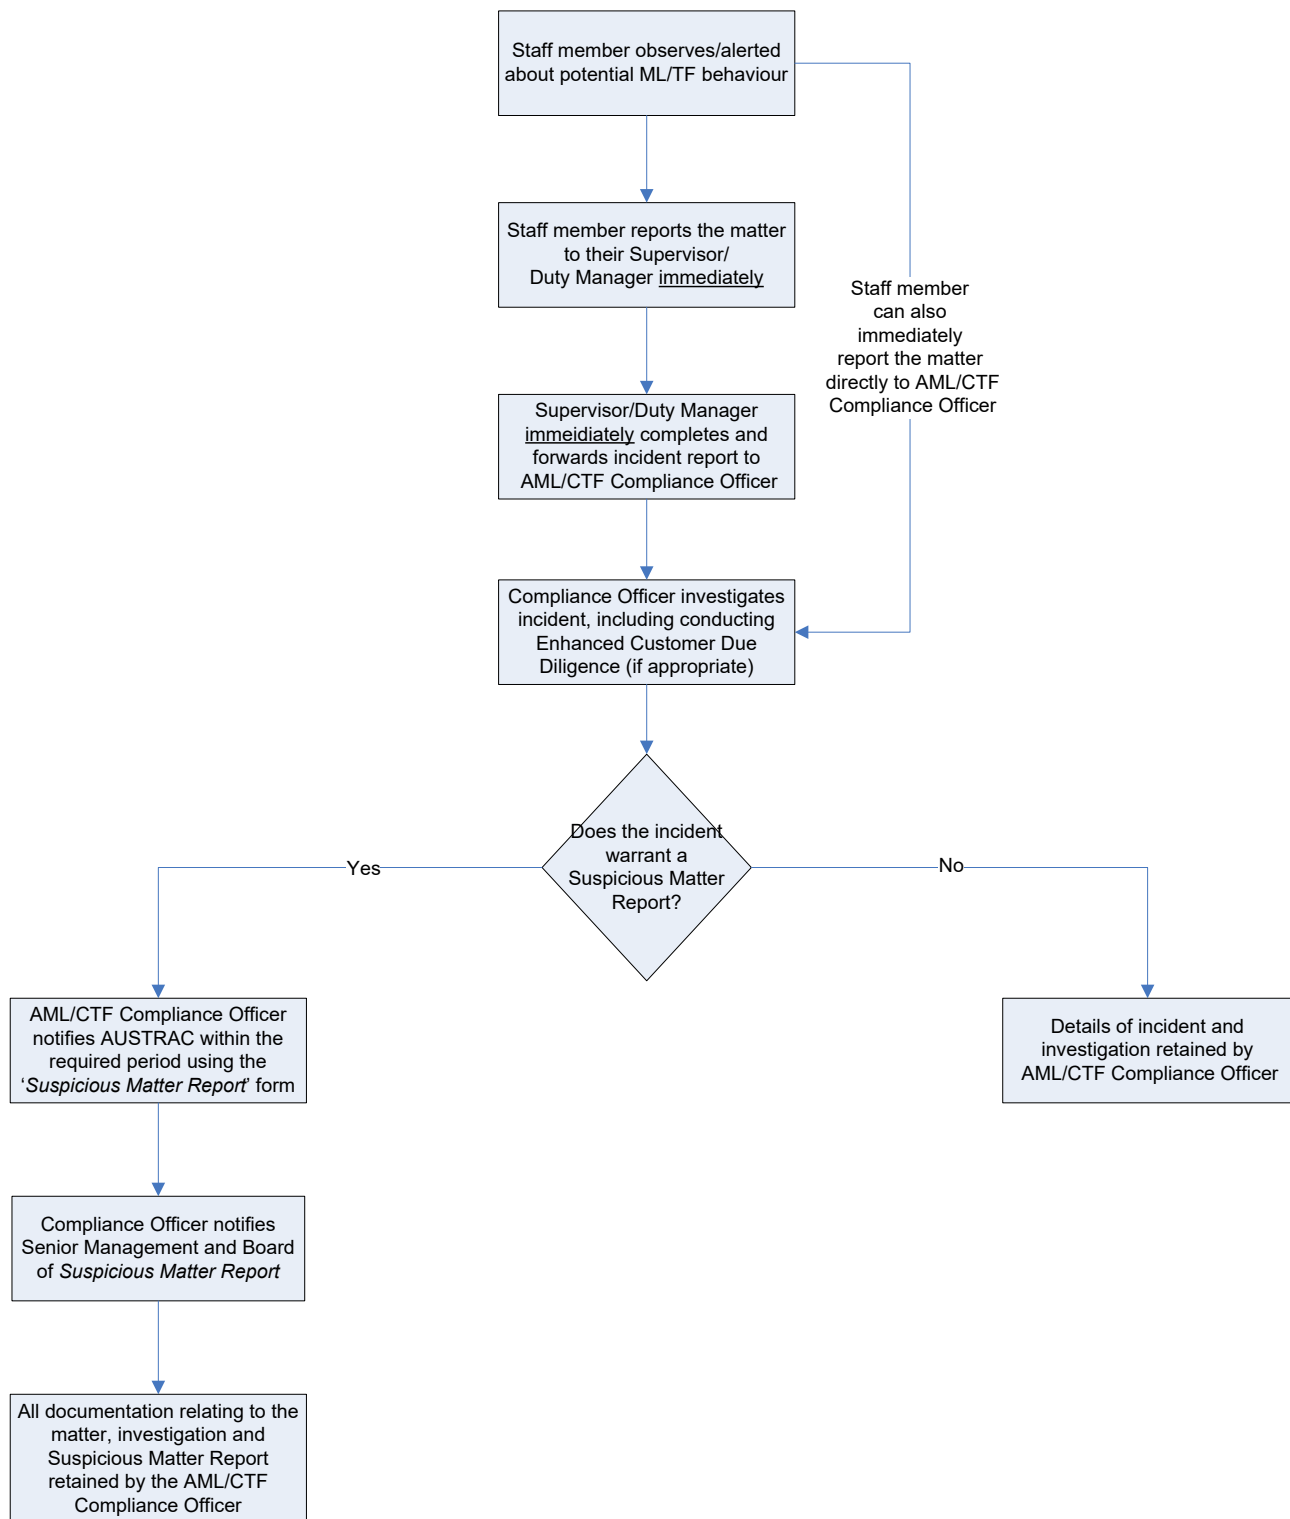 Staff member observes/alerted
about potential ML/TF behaviour
Staff member reports the matter
to their Supervisor/
Duty Manager immediately
Staff member
can also
immediately
report the matter
directly to AML/CTF
Compliance Officer
Supervisor/Duty Manager
immeidiately completes and
forwards incident report to
AML/CTF Compliance Officer
Compliance Officer investigates
incident, including conducting
Enhanced Customer Due
Diligence (if appropriate)
Does the incident
warrant a
Suspicious Matter
Report?
Yes
No
AML/CTF Compliance Officer
notifies AUSTRAC within the
required period using the
‘Suspicious Matter Report’ form
Details of incident and
investigation retained by
AML/CTF Compliance Officer
Compliance Officer notifies
Senior Management and Board
of Suspicious Matter Report
All documentation relating to the
matter, investigation and
Suspicious Matter Report
retained by the AML/CTF
Compliance Officer